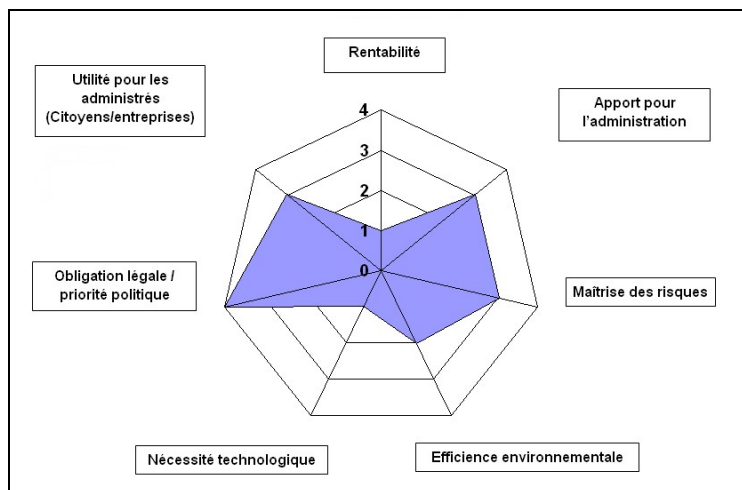 Rentabilité
Utilité pour les
administrés
(Citoyens/entreprises)
Apport pour
l'administration
4
3
2
1
0
Obligation légale /
priorité politique
Maîtrise des risques
Nécessité technologique
Efficience environnementale